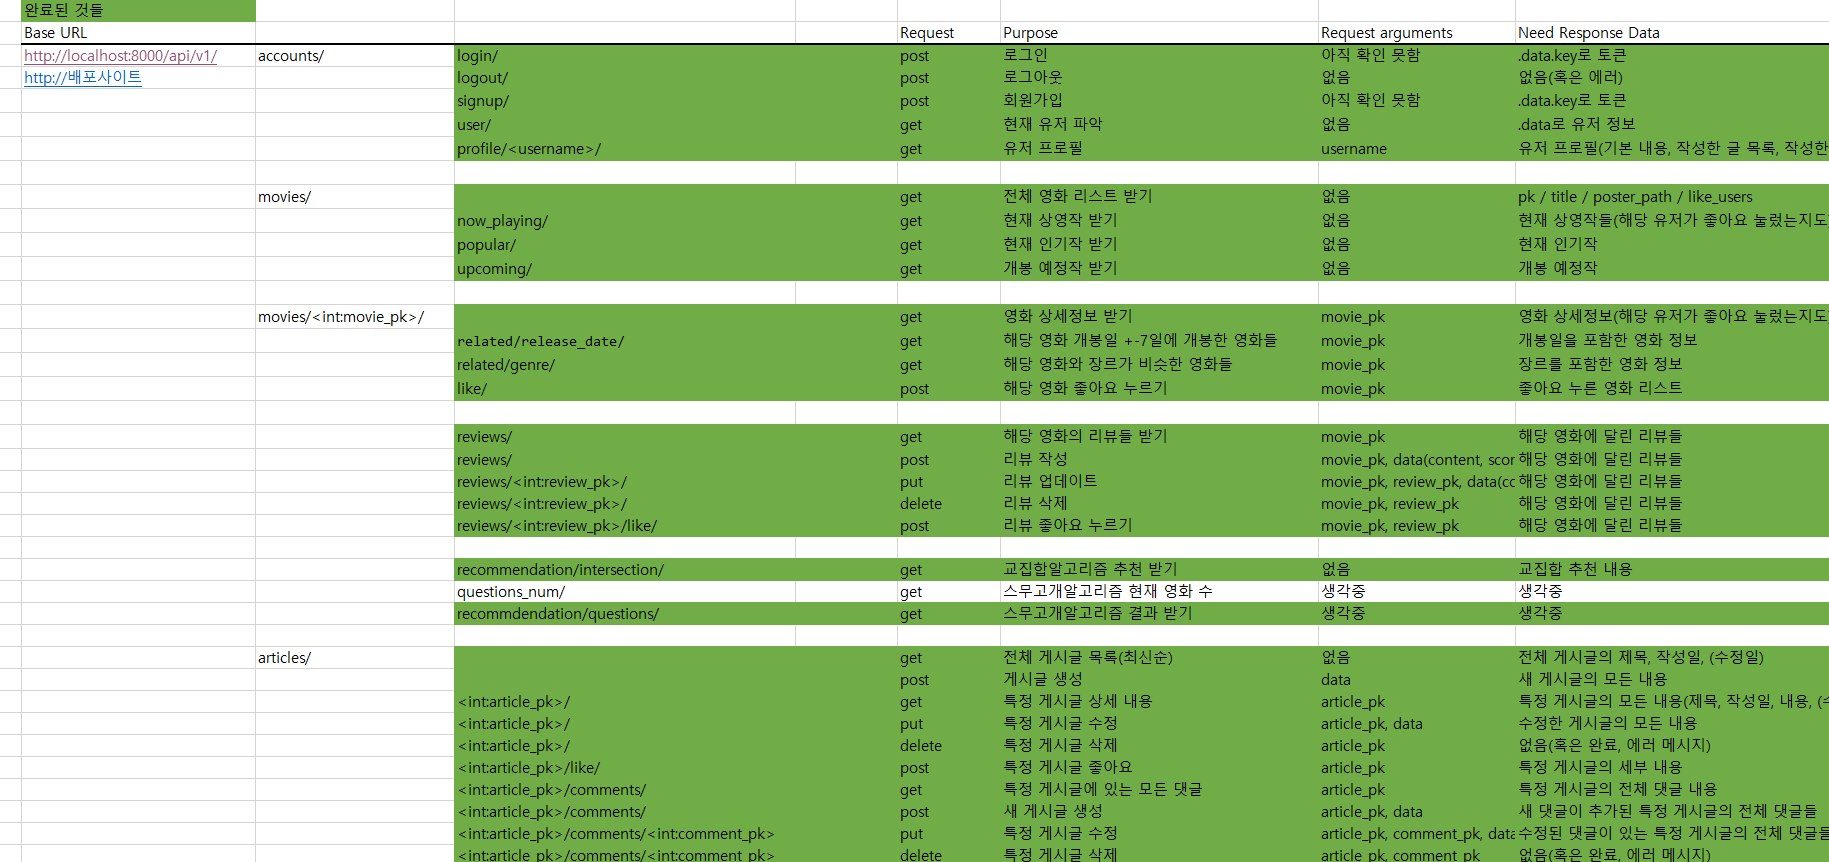 완료된 것들
Base URL Request Purpose Request arguments Need Response Data
http://localhost:8000/api/v1/ accounts/ login/ post 로그인 아직 확인 못함 .data.key로 토큰
http://배포사이트 logout/ post 로그아웃 없음 없음(혹은 에러)
signup/ post 회원가입 아직 확인 못함 .data.key로 토큰
user/ get 현재 유저 파악 없음 .data로 유저 정보
profile/<username>/ get 유저 프로필 username 유저 프로필(기본 내용, 작성한 글 목록, 작성한
movies/ get 전체 영화 리스트 받기 없음 pk / title / poster_path / like_users
now_playing/ get 현재 상영작 받기 없음 현재 상영작들(해당 유저가 좋아요 눌렀는지도
popular/ get 현재 인기작 받기 없음 현재 인기작
upcoming/ get 개봉 예정작 받기 없음 개봉 예정작
movies/<int:movie_pk>/ get 영화 상세정보 받기 movie_pk 영화 상세정보(해당 유저가 좋아요 눌렀는지도
related/release_date/ get 해당 영화 개봉일 +-7일에 개봉한 영화들 movie_pk 개봉일을 포함한 영화 정보
related/genre/ get 해당 영화와 장르가 비슷한 영화들 movie_pk 장르를 포함한 영화 정보
like/ post 해당 영화 좋아요 누르기 movie_pk 좋아요 누른 영화 리스트
reviews/ get 해당 영화의 리뷰들 받기 movie_pk 해당 영화에 달린 리뷰들
reviews/ post 리뷰 작성 movie_pk, data(content, scor 해당 영화에 달린 리뷰들
reviews/<int:review_pk>/ put 리뷰 업데이트 movie_pk, review_pk, data(cc 해당 영화에 달린 리뷰들
reviews/<int:review_pk>/ delete 리뷰 삭제 movie_pk, review_pk 해당 영화에 달린 리뷰들
reviews/<int:review_pk>/like/ post 리뷰 좋아요 누르기 movie_pk, review_pk 해당 영화에 달린 리뷰들
recommendation/intersection/ get 교집합알고리즘 추천 받기 없음 교집합 추천 내용
questions_num/ get 스무고개알고리즘 현재 영화 수 생각중 생각중
recommdendation/questions/ get 스무고개알고리즘 결과 받기 생각중 생각중
articles/ get 전체 게시글 목록(최신순) 없음 전체 게시글의 제목, 작성일, (수정일)
post 게시글 생성 data 새 게시글의 모든 내용
<int:article_pk>/ get 특정 게시글 상세 내용 article_pk 특정 게시글의 모든 내용(제목, 작성일, 내용, (수
<int:article_pk>/ put 특정 게시글 수정 article_pk, data 수정한 게시글의 모든 내용
<int:article_pk>/ delete 특정 게시글 삭제 article_pk 없음(혹은 완료, 에러 메시지)
<int:article_pk>/like/ post 특정 게시글 좋아요 article_pk 특정 게시글의 세부 내용
<int:article_pk>/comments/ get 특정 게시글에 있는 모든 댓글 article_pk 특정 게시글의 전체 댓글 내용
<int:article_pk>/comments/ post 새 게시글 생성 article_pk, data 새 댓글이 추가된 특정 게시글의 전체 댓글들
<int:article_pk>/comments/<int:comment_pk> put 특정 게시글 수정 article_pk, comment_pk, data 수정된 댓글이 있는 특정 게시글의 전체 댓글들
<int:article_pk>/comments/<int:comment_pk> delete 특정 게시글 삭제 article_pk, comment_pk 없음(혹은 완료, 에러 메시지)